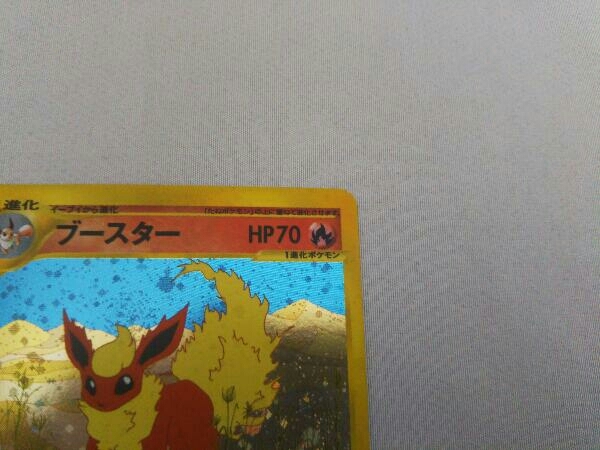 進化
イーブイから進化 「たねポケモン」の上に重ねて進化させます。
ブースター HP70
1進化ポケモン